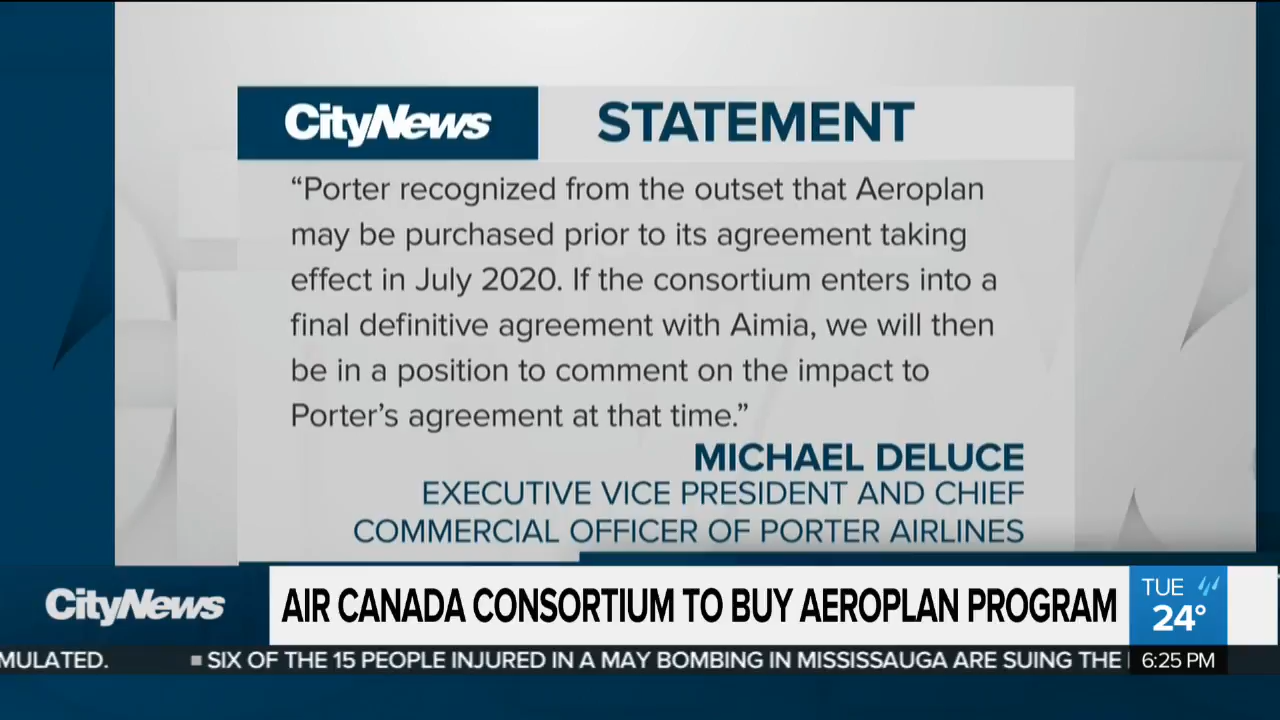 CityNews STATEMENT
“Porter recognized from the outset that Aeroplan
may be purchased prior to its agreement taking
effect in July 2020. If the consortium enters into a
final definitive agreement with Aimia, we will then
be in a position to comment on the impact to
Porter’s agreement at that time.”
MICHAEL DELUCE
EXECUTIVE VICE PRESIDENT AND CHIEF
COMMERCIAL OFFICER OF PORTER AIRLINES
CityNews AIR CANADA CONSORTIUM TO BUY AEROPLAN PROGRAM TUE
24°
MULATED. ■ SIX OF THE 15 PEOPLE INJURED IN A MAY BOMBING IN MISSISSAUGA ARE SUING THE 6:25 PM